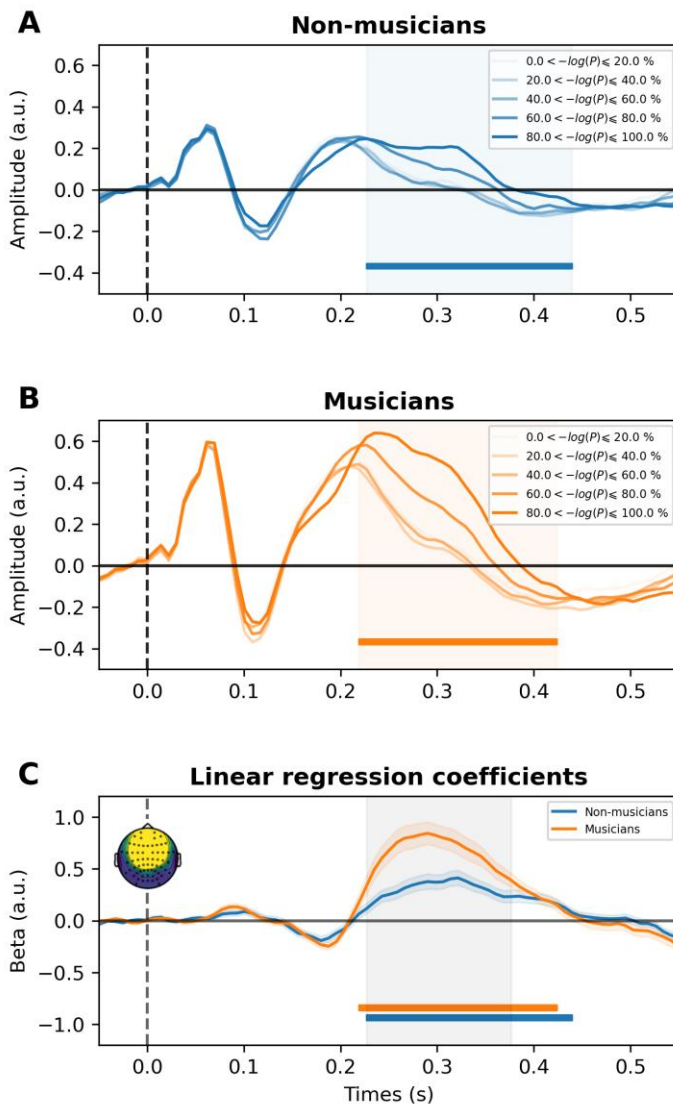 A
Non-musicians
Amplitude (a.u.)
0.6
0.4
0.2
0.0
−0.2
−0.4
0.0 < −log(P) ⩽ 20.0 %
20.0 < −log(P) ⩽ 40.0 %
40.0 < −log(P) ⩽ 60.0 %
60.0 < −log(P) ⩽ 80.0 %
80.0 < −log(P) ⩽ 100.0 %
0.0 0.1 0.2 0.3 0.4 0.5
B
Musicians
Amplitude (a.u.)
0.6
0.4
0.2
0.0
−0.2
−0.4
0.0 < −log(P) ⩽ 20.0 %
20.0 < −log(P) ⩽ 40.0 %
40.0 < −log(P) ⩽ 60.0 %
60.0 < −log(P) ⩽ 80.0 %
80.0 < −log(P) ⩽ 100.0 %
0.0 0.1 0.2 0.3 0.4 0.5
C
Linear regression coefficients
Beta (a.u.)
1.0
0.5
0.0
−0.5
−1.0
Non-musicians
Musicians
0.0 0.1 0.2 0.3 0.4 0.5
Times (s)